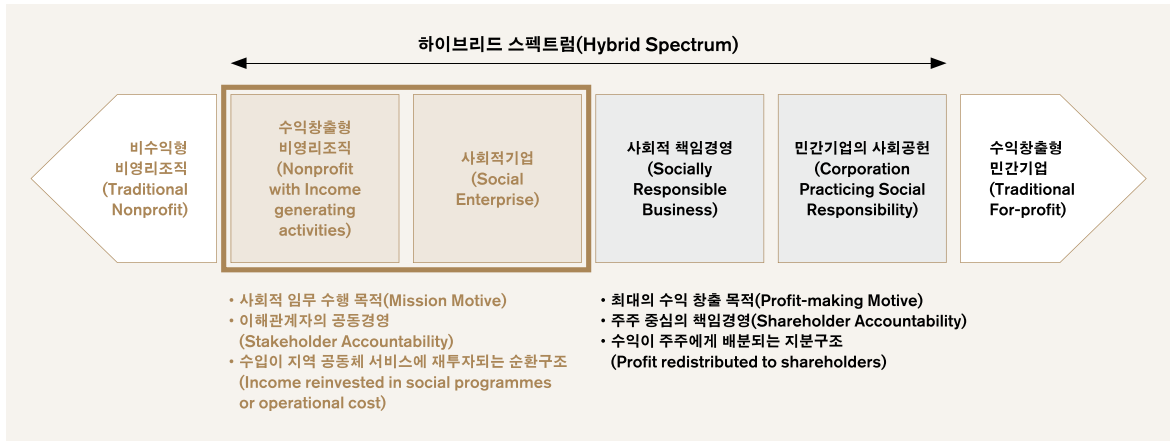 하이브리드 스펙트럼(Hybrid Spectrum)
비수익형
비영리조직
(Traditional
Nonprofit)
수익창출형
비영리조직
(Nonprofit
with Income
generating
activities)
사회적기업
(Social
Enterprise)
사회적 책임경영
(Socially
Responsible
Business)
민간기업의 사회공헌
(Corporation
Practicing Social
Responsibility)
수익창출형
민간기업
(Traditional
For-profit)
• 사회적 임무 수행 목적(Mission Motive)
• 이해관계자의 공동경영
(Stakeholder Accountability)
• 수입이 지역 공동체 서비스에 재투자되는 순환구조
(Income reinvested in social programmes
or operational cost)
• 최대의 수익 창출 목적(Profit-making Motive)
• 주주 중심의 책임경영(Shareholder Accountability)
• 수익이 주주에게 배분되는 지분구조
(Profit redistributed to shareholders)